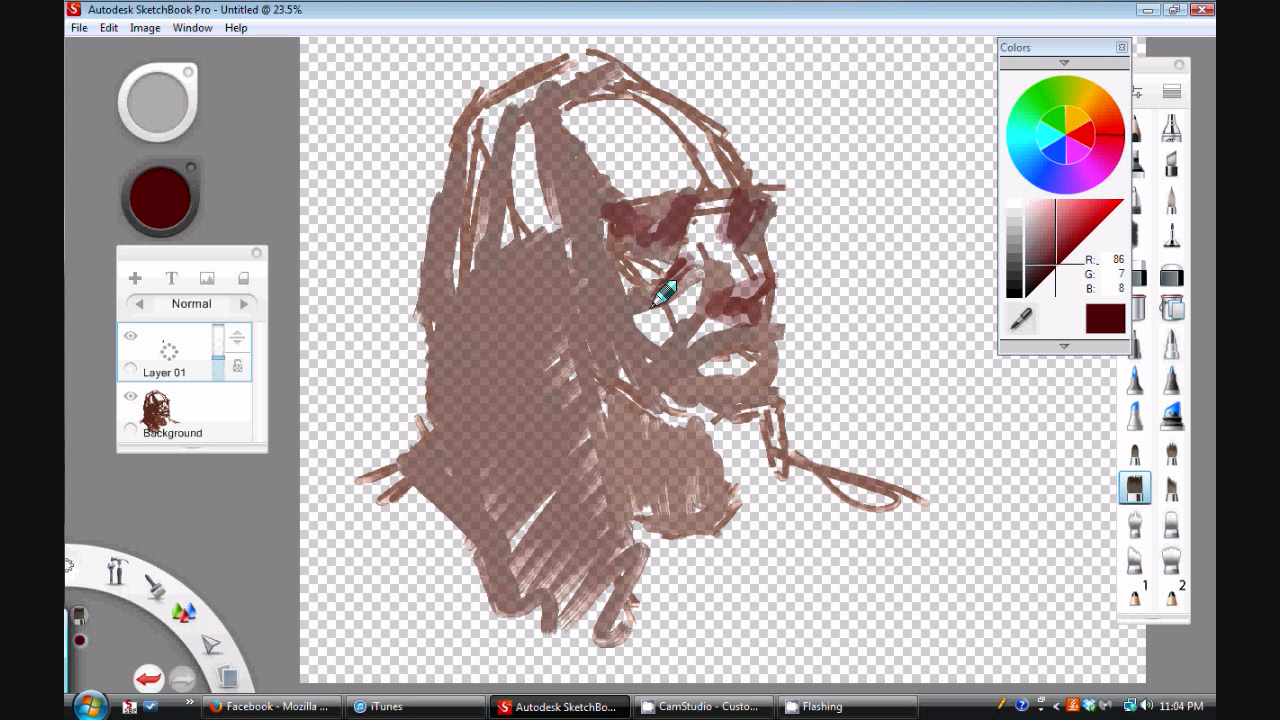 Autodesk SketchBook Pro - Untitled @ 23.5%
File Edit Image Window Help
Colors
R: 86
G: 7
B: 8
T
Normal
Layer 01
Background
1 2
Facebook - Mozilla ...
iTunes
Autodesk SketchBo...
CamStudio - Custo...
Flashing
11:04 PM